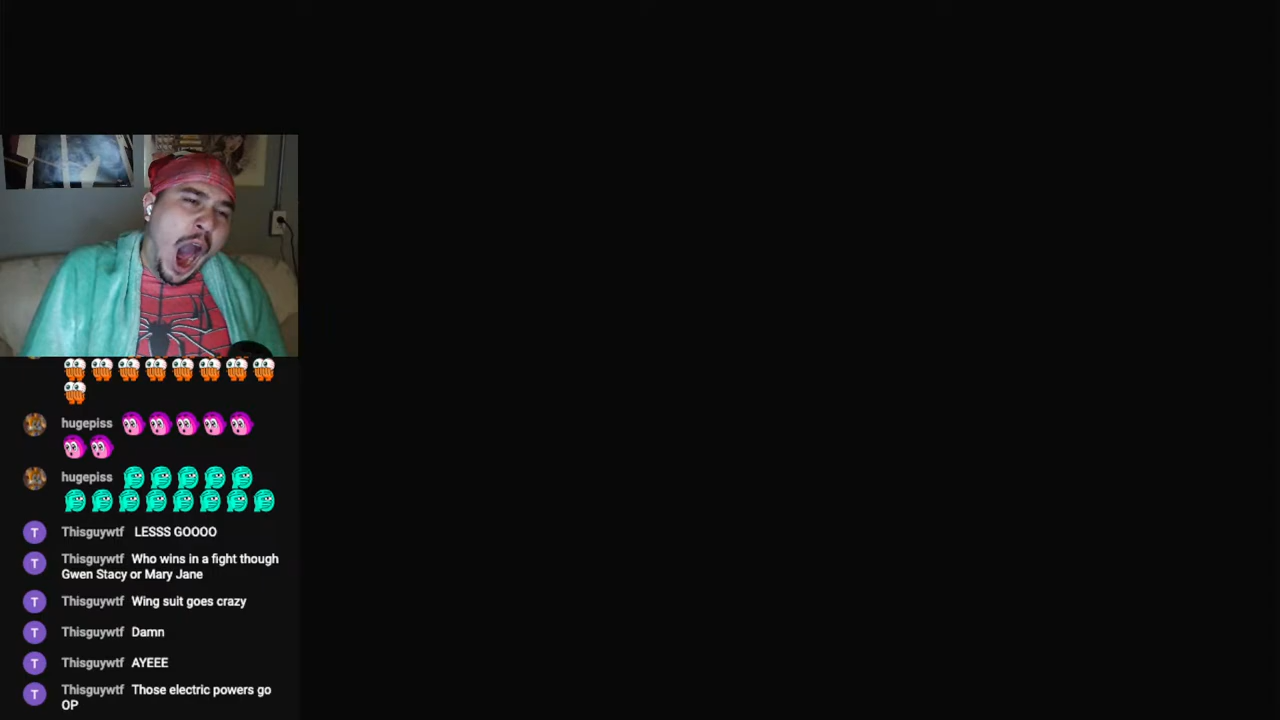 hugepiss
hugepiss
Thisguywtf LESSS GOOOO
Thisguywtf Who wins in a fight though
Gwen Stacy or Mary Jane
T
T
Thisguywtf Wing suit goes crazy
T
Thisguywtf Damn
T
Thisguywtf AYEEE
T
Thisguywtf Those electric powers go
OP
T